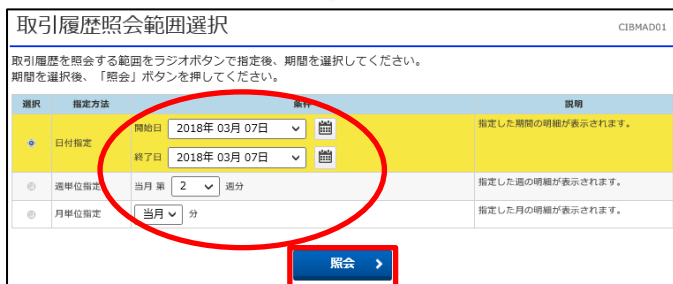 取引履歴照会範囲選択
CIBMAD01
取引履歴を照会する範囲をラジオボタンで指定後、期間を選択してください。
期間を選択後、「照会」ボタンを押してください。
選択 指定方法 条件 説明
日付指定 開始日 2018年 03月 07日 指定した期間の明細が表示されます。
終了日 2018年 03月 07日
週単位指定 当月 第 2 週分 指定した週の明細が表示されます。
月単位指定 当月 分 指定した月の明細が表示されます。
照会